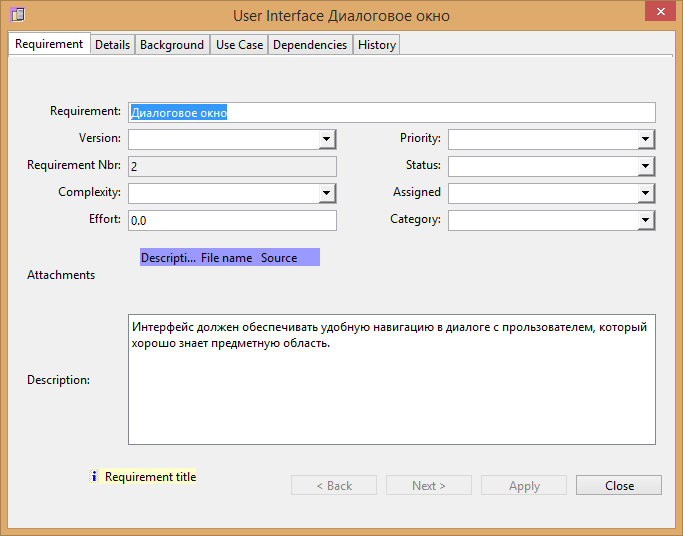 User Interface Диалоговое окно
Requirement Details Background Use Case Dependencies History
Requirement: Диалоговое окно
Version: Priority:
Requirement Nbr: 2 Status:
Complexity: Assigned
Effort: 0.0 Category:
Descripti... File name Source
Attachments
Интерфейс должен обеспечивать удобную навигацию в диалоге с прользователем, который
хорошо знает предметную область.
Description:
i Requirement title
< Back Next > Apply Close